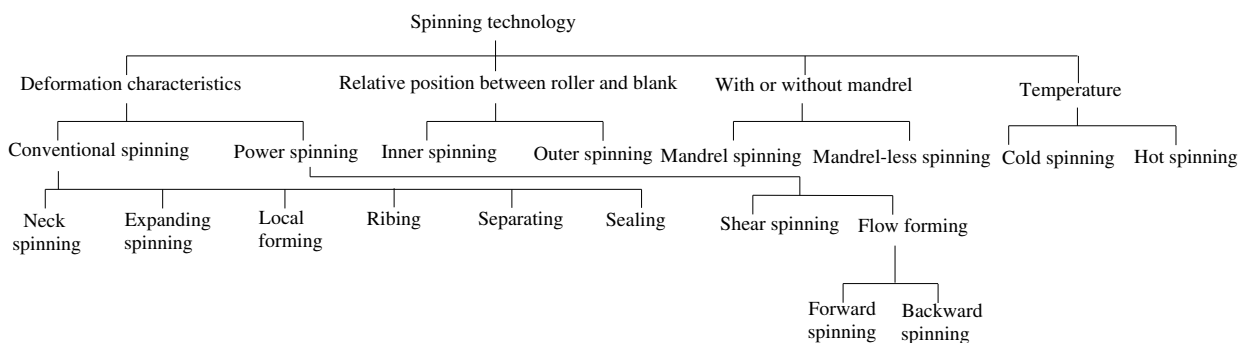 Spinning technology
Deformation characteristics
Relative position between roller and blank
With or without mandrel
Temperature
Conventional spinning
Power spinning
Inner spinning
Outer spinning
Mandrel spinning
Mandrel-less spinning
Cold spinning
Hot spinning
Neck
spinning
Expanding
spinning
Local
forming
Ribing
Separating
Sealing
Shear spinning
Flow forming
Forward
spinning
Backward
spinning